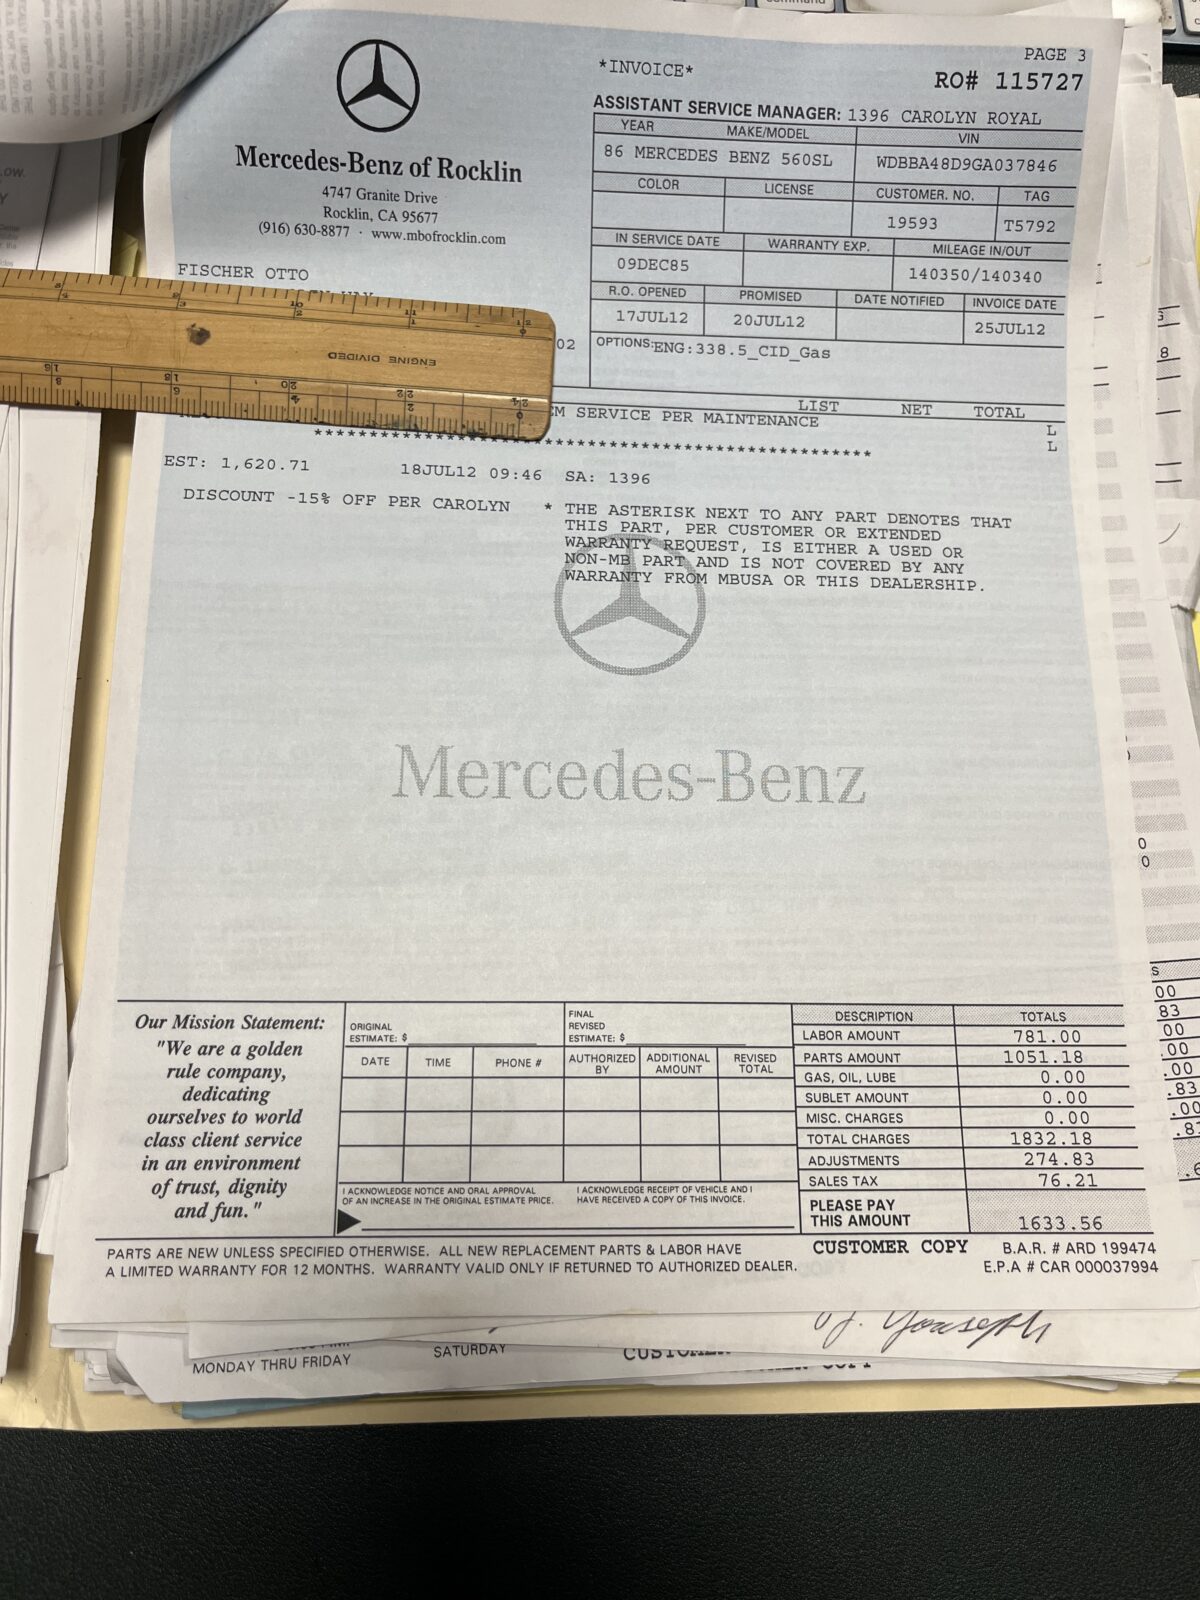 PAGE 3
*INVOICE*
RO# 115727
ASSISTANT SERVICE MANAGER: 1396 CAROLYN ROYAL
YEAR MAKE/MODEL VIN
86 MERCEDES BENZ 560SL WDBBA48D9GA037846
COLOR LICENSE CUSTOMER. NO. TAG
19593 T5792
IN SERVICE DATE WARRANTY EXP. MILEAGE IN/OUT
09DEC85 140350/140340
R.O. OPENED PROMISED DATE NOTIFIED INVOICE DATE
17JUL12 20JUL12 25JUL12
OPTIONS:ENG:338.5_CID_Gas
Mercedes-Benz of Rocklin
4747 Granite Drive
Rocklin, CA 95677
(916) 630-8877 · www.mbofrocklin.com
FISCHER OTTO
02
ENGINE DIVIDED
LIST NET TOTAL
EM SERVICE PER MAINTENANCE L
L
EST: 1,620.71 18JUL12 09:46 SA: 1396
DISCOUNT -15% OFF PER CAROLYN
* THE ASTERISK NEXT TO ANY PART DENOTES THAT
THIS PART, PER CUSTOMER OR EXTENDED
WARRANTY REQUEST, IS EITHER A USED OR
NON-MB PART AND IS NOT COVERED BY ANY
WARRANTY FROM MBUSA OR THIS DEALERSHIP.
Mercedes-Benz
Our Mission Statement:
"We are a golden
rule company,
dedicating
ourselves to world
class client service
in an environment
of trust, dignity
and fun."
ORIGINAL
ESTIMATE: $
FINAL
REVISED
ESTIMATE: $
DATE TIME PHONE # AUTHORIZED BY ADDITIONAL AMOUNT REVISED TOTAL
I ACKNOWLEDGE NOTICE AND ORAL APPROVAL
OF AN INCREASE IN THE ORIGINAL ESTIMATE PRICE.
I ACKNOWLEDGE RECEIPT OF VEHICLE AND I
HAVE RECEIVED A COPY OF THIS INVOICE.
DESCRIPTION TOTALS
LABOR AMOUNT 781.00
PARTS AMOUNT 1051.18
GAS, OIL, LUBE 0.00
SUBLET AMOUNT 0.00
MISC. CHARGES 0.00
TOTAL CHARGES 1832.18
ADJUSTMENTS 274.83
SALES TAX 76.21
PLEASE PAY
THIS AMOUNT 1633.56
PARTS ARE NEW UNLESS SPECIFIED OTHERWISE. ALL NEW REPLACEMENT PARTS & LABOR HAVE
A LIMITED WARRANTY FOR 12 MONTHS. WARRANTY VALID ONLY IF RETURNED TO AUTHORIZED DEALER.
CUSTOMER COPY
B.A.R. # ARD 199474
E.P.A # CAR 000037994
MONDAY THRU FRIDAY
SATURDAY